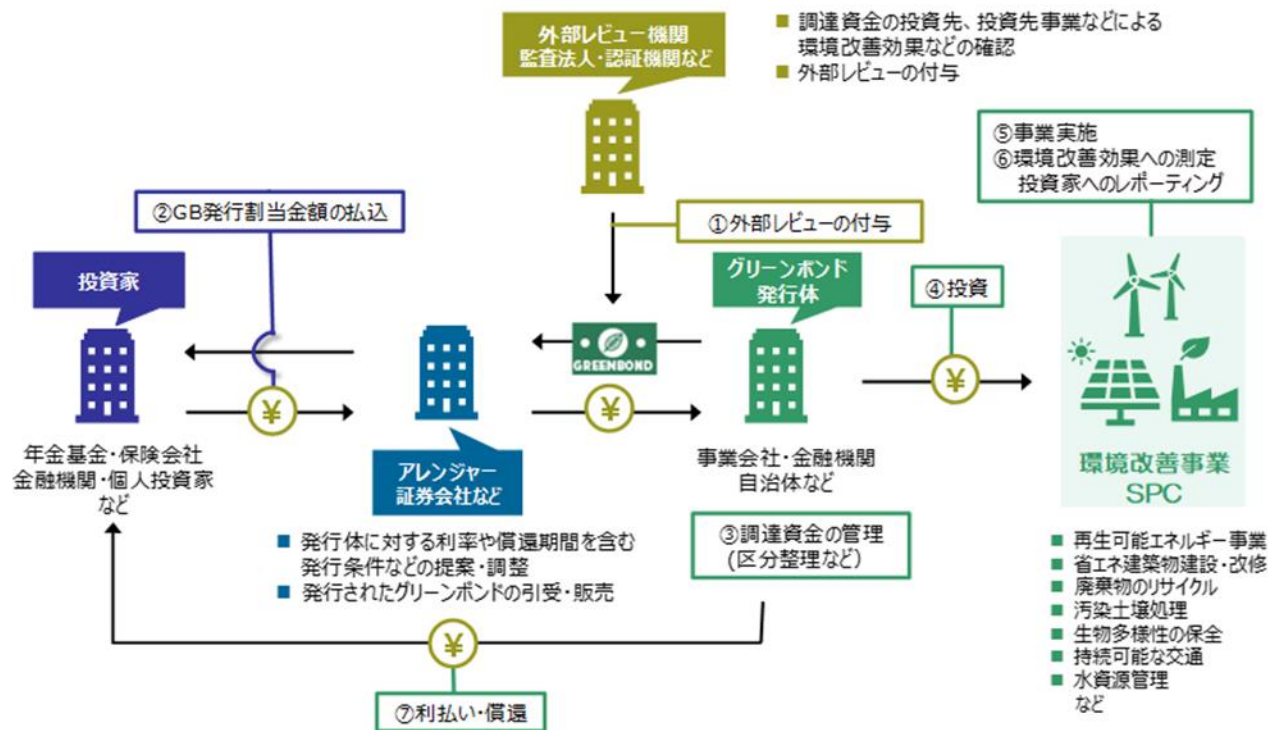 外部レビュー機関
監査法人・認証機関など
■ 調達資金の投資先、投資先事業などによる
環境改善効果などの確認
■ 外部レビューの付与
⑤事業実施
⑥環境改善効果への測定
投資家へのレポーティング
②GB発行割当金額の払込
①外部レビューの付与
投資家
グリーンボンド
発行体
④投資
GREENBOND
¥
¥
¥
年金基金・保険会社
金融機関・個人投資家
など
アレンジャー
証券会社など
事業会社・金融機関
自治体など
環境改善事業
SPC
■ 発行体に対する利率や償還期間を含む
発行条件などの提案・調整
■ 発行されたグリーンボンドの引受・販売
③調達資金の管理
(区分整理など)
■ 再生可能エネルギー事業
■ 省エネ建築物建設・改修
■ 廃棄物のリサイクル
■ 汚染土壌処理
■ 生物多様性の保全
■ 持続可能な交通
■ 水資源管理
など
¥
⑦利払い・償還